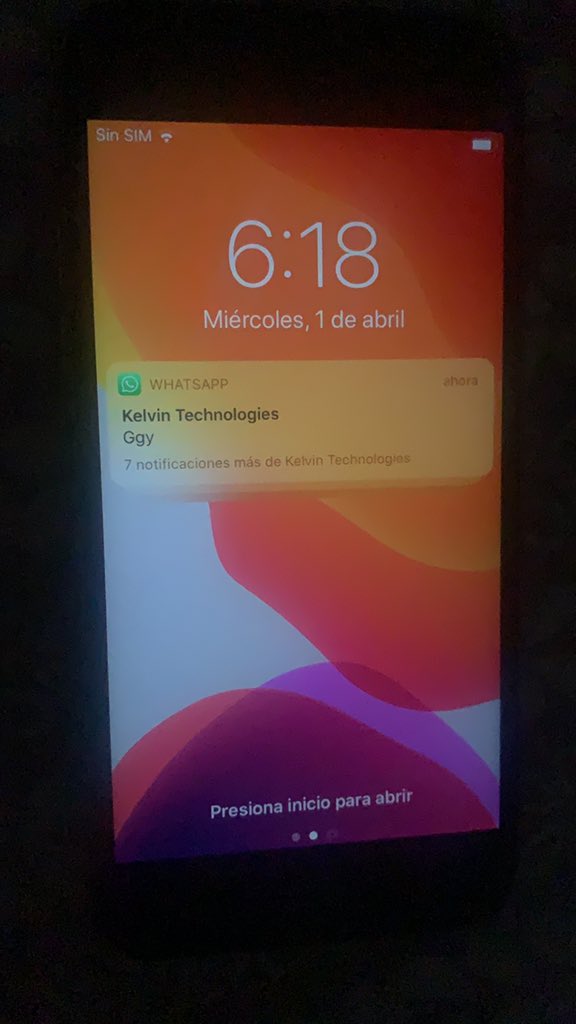 Sin SIM
6:18
Miércoles, 1 de abril
WHATSAPP
ahora
Kelvin Technologies
Ggy
7 notificaciones más de Kelvin Technologies
Presiona inicio para abrir